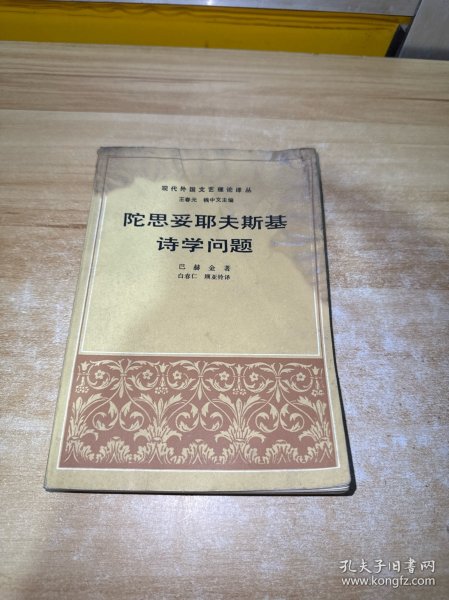 现代外国文艺理论译丛
王春元 钱中文主编
陀思妥耶夫斯基
诗学问题
巴赫金著
白春仁 顾亚铃译
孔夫子旧书网
www.kongfz.com